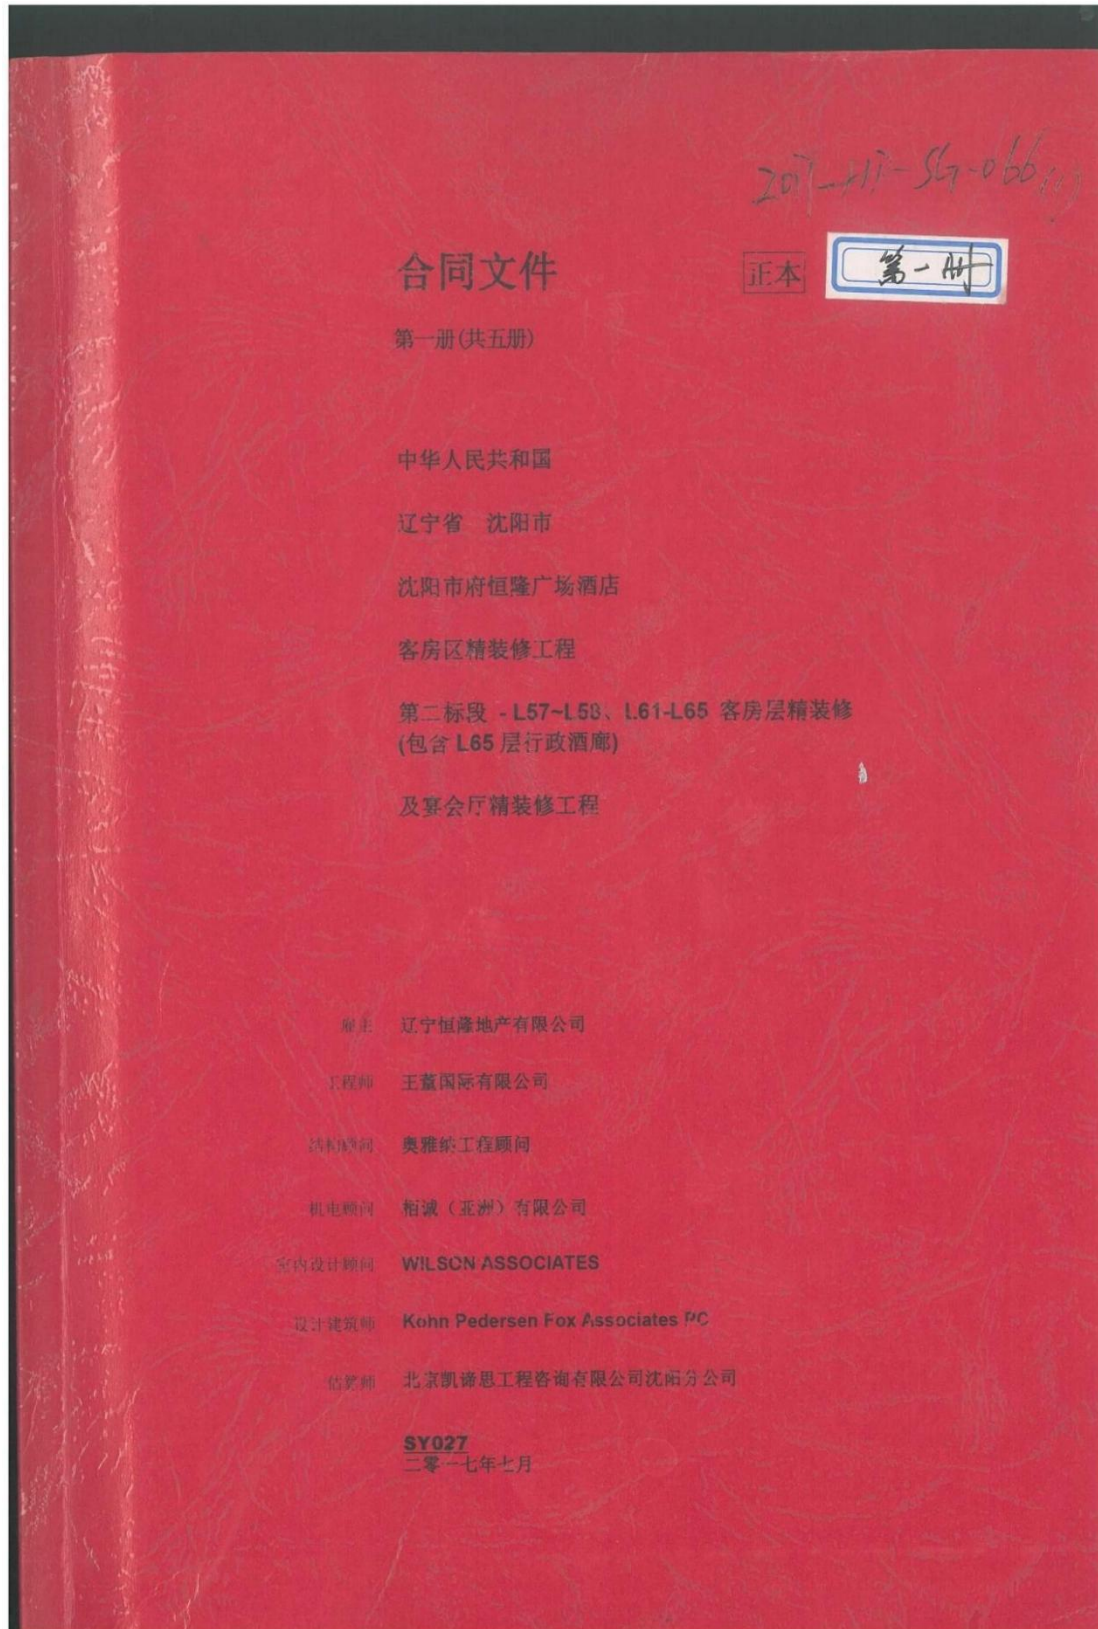 2017-HT-SG-066(1)
合同文件
正本
第一册
第一册(共五册)
中华人民共和国
辽宁省 沈阳市
沈阳市府恒隆广场酒店
客房区精装修工程
第二标段 - L57~L58、L61-L65 客房层精装修
(包含 L65 层行政酒廊)
及宴会厅精装修工程
雇主 辽宁恒隆地产有限公司
工程师 王董国际有限公司
结构顾问 奥雅纳工程顾问
机电顾问 栢诚（亚洲）有限公司
室内设计顾问 WILSON ASSOCIATES
设计建筑师 Kohn Pedersen Fox Associates PC
估算师 北京凯谛思工程咨询有限公司沈阳分公司
SY027
二零一七年七月